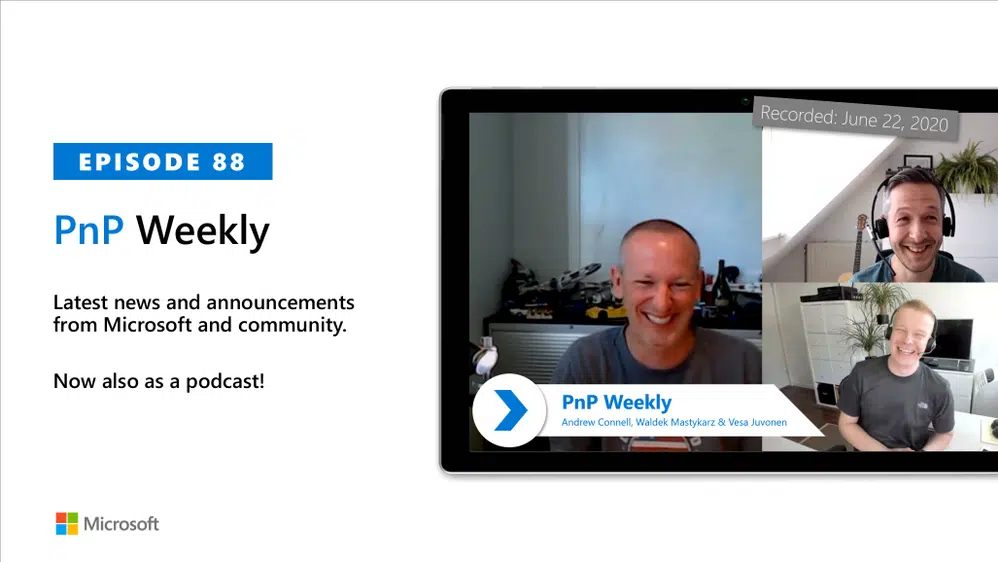 EPISODE 88
PnP Weekly
Latest news and announcements
from Microsoft and community.
Now also as a podcast!
Microsoft
Recorded: June 22, 2020
PnP Weekly
Andrew Connell, Waldek Mastykarz & Vesa Juvonen